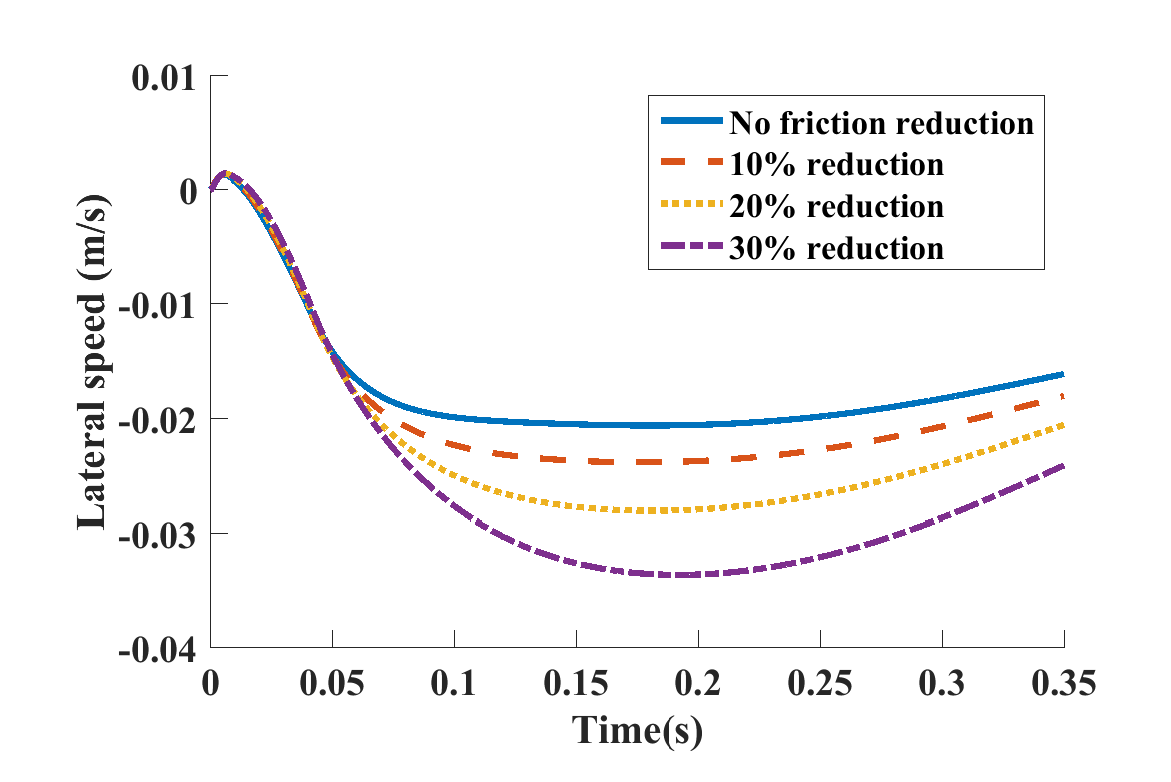 0.01
0
-0.01
-0.02
-0.03
-0.04
Lateral speed (m/s)
No friction reduction
10% reduction
20% reduction
30% reduction
0 0.05 0.1 0.15 0.2 0.25 0.3 0.35
Time(s)